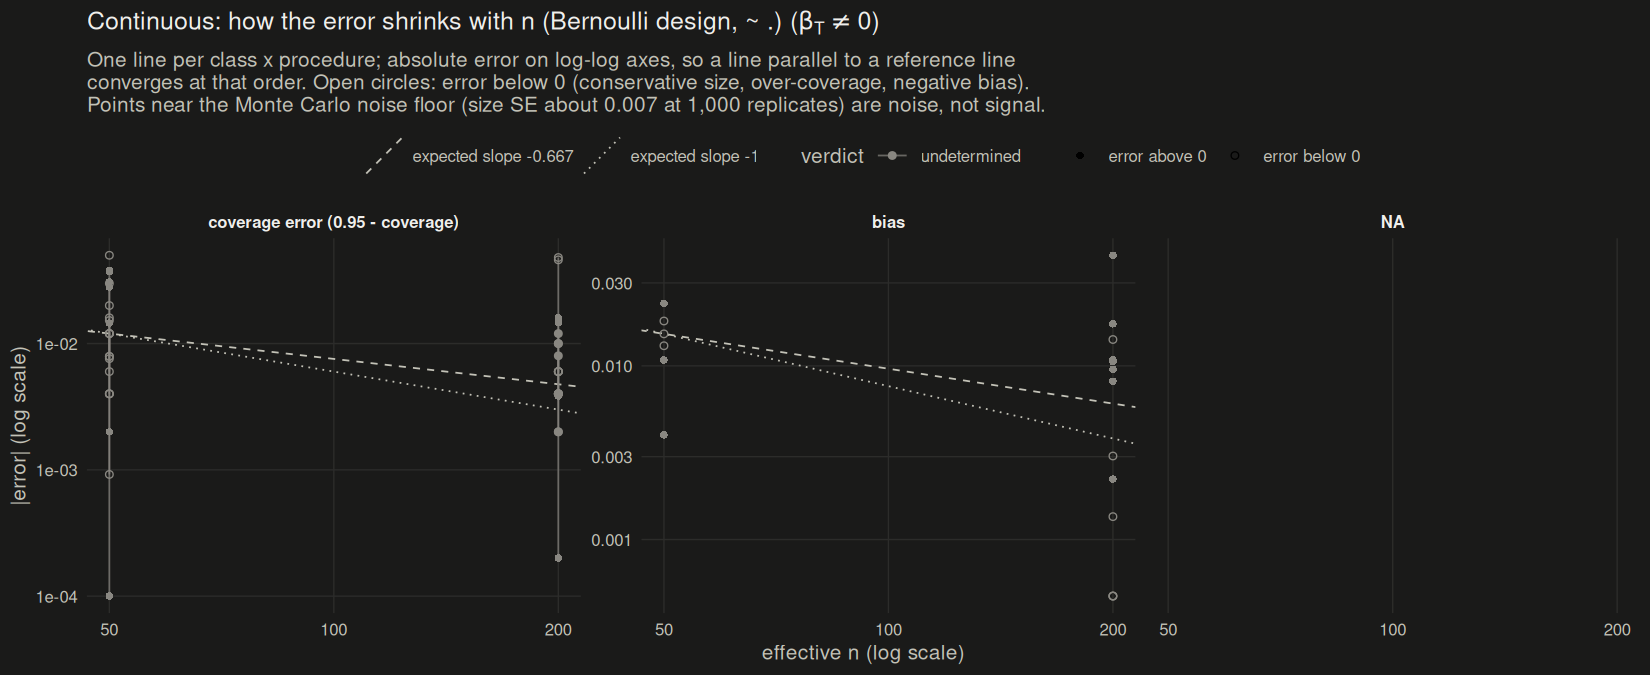 Continuous: how the error shrinks with n (Bernoulli design, ~ .) (βT ≠ 0)
One line per class x procedure; absolute error on log-log axes, so a line parallel to a reference line
converges at that order. Open circles: error below 0 (conservative size, over-coverage, negative bias).
Points near the Monte Carlo noise floor (size SE about 0.007 at 1,000 replicates) are noise, not signal.
expected slope -0.667
expected slope -1
verdict
undetermined
error above 0
error below 0
coverage error (0.95 - coverage)
bias
NA
|error| (log scale)
1e-02
1e-03
1e-04
0.030
0.010
0.003
0.001
50 100 200
50 100 200
50 100 200
effective n (log scale)